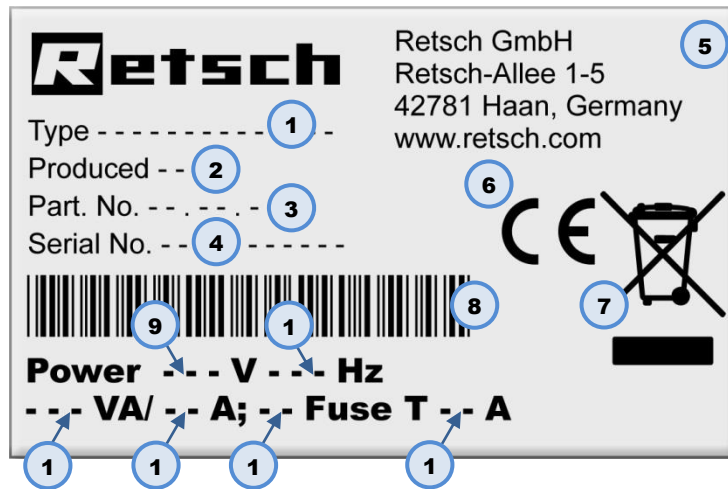 Retsch
Retsch GmbH 5
Retsch-Allee 1-5
42781 Haan, Germany
www.retsch.com
Type - - - - - - - - - - - 1 - -
Produced - - 2
Part. No. - - . - - . - 3
Serial No. - - 4 - - - - - - -
6
CE
7
8
9 1
Power - - - V - - - Hz
- - - VA/ - - A; - - Fuse T - - A
1 1 1 1